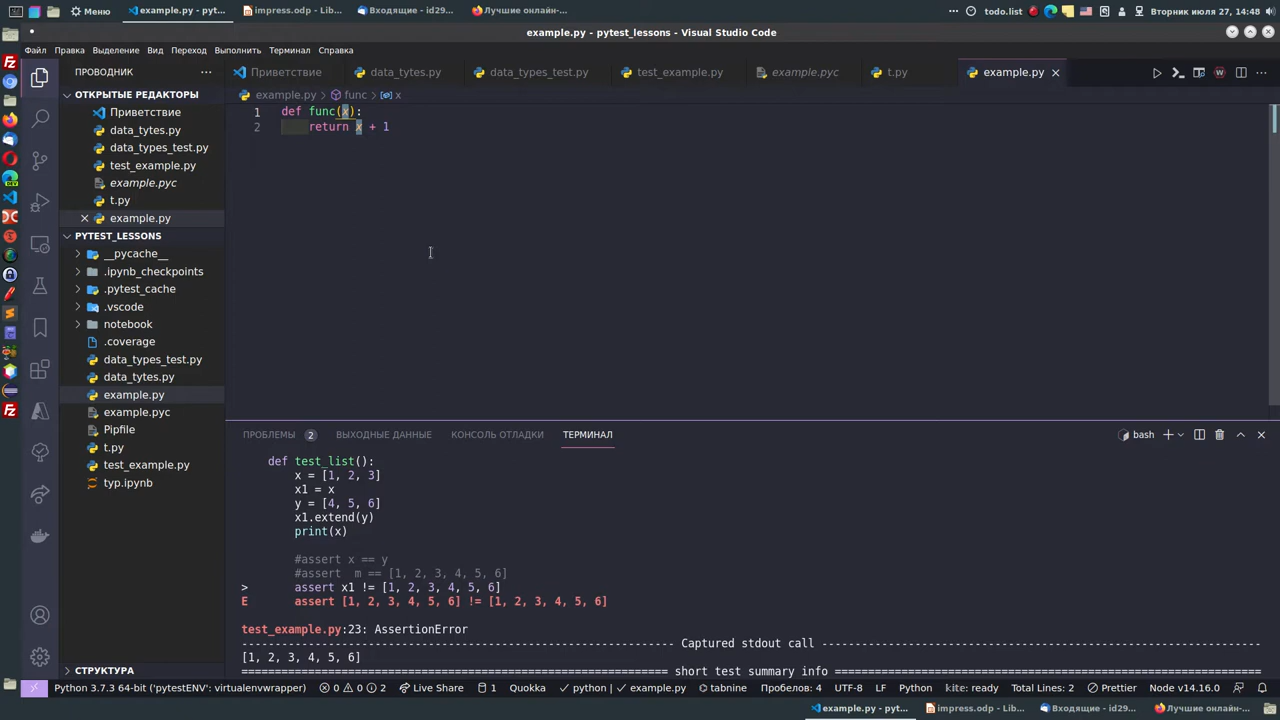 Меню
example.py - pyt...
impress.odp - Lib...
Входящие - id29...
Лучшие онлайн-...
todo.list
Вторник июля 27, 14:48
example.py - pytest_lessons - Visual Studio Code
Файл Правка Выделение Вид Переход Выполнить Терминал Справка
ПРОВОДНИК
Приветствие
data_tytes.py
data_types_test.py
test_example.py
example.pyc
t.py
example.py
ОТКРЫТЫЕ РЕДАКТОРЫ
Приветствие
data_tytes.py
data_types_test.py
test_example.py
example.pyc
t.py
example.py
PYTEST_LESSONS
__pycache__
.ipynb_checkpoints
.pytest_cache
.vscode
notebook
.coverage
data_types_test.py
data_tytes.py
example.py
example.pyc
Pipfile
t.py
test_example.py
typ.ipynb
СТРУКТУРА
example.py > func > x
1 def func(x):
2 return x + 1
ПРОБЛЕМЫ 2 ВЫХОДНЫЕ ДАННЫЕ КОНСОЛЬ ОТЛАДКИ ТЕРМИНАЛ
bash
def test_list():
x = [1, 2, 3]
x1 = x
y = [4, 5, 6]
x1.extend(y)
print(x)
#assert x == y
#assert  m == [1, 2, 3, 4, 5, 6]
> assert x1 != [1, 2, 3, 4, 5, 6]
E assert [1, 2, 3, 4, 5, 6] != [1, 2, 3, 4, 5, 6]
test_example.py:23: AssertionError
Captured stdout call
[1, 2, 3, 4, 5, 6]
short test summary info
Python 3.7.3 64-bit ('pytestENV': virtualenvwrapper) 0 0 2 Live Share 1 Quokka python | example.py tabnine Пробелов: 4 UTF-8 LF Python kite: ready Total Lines: 2 Prettier Node v14.16.0
example.py - pyt...
impress.odp - Lib...
Входящие - id29...
Лучшие онлайн-...